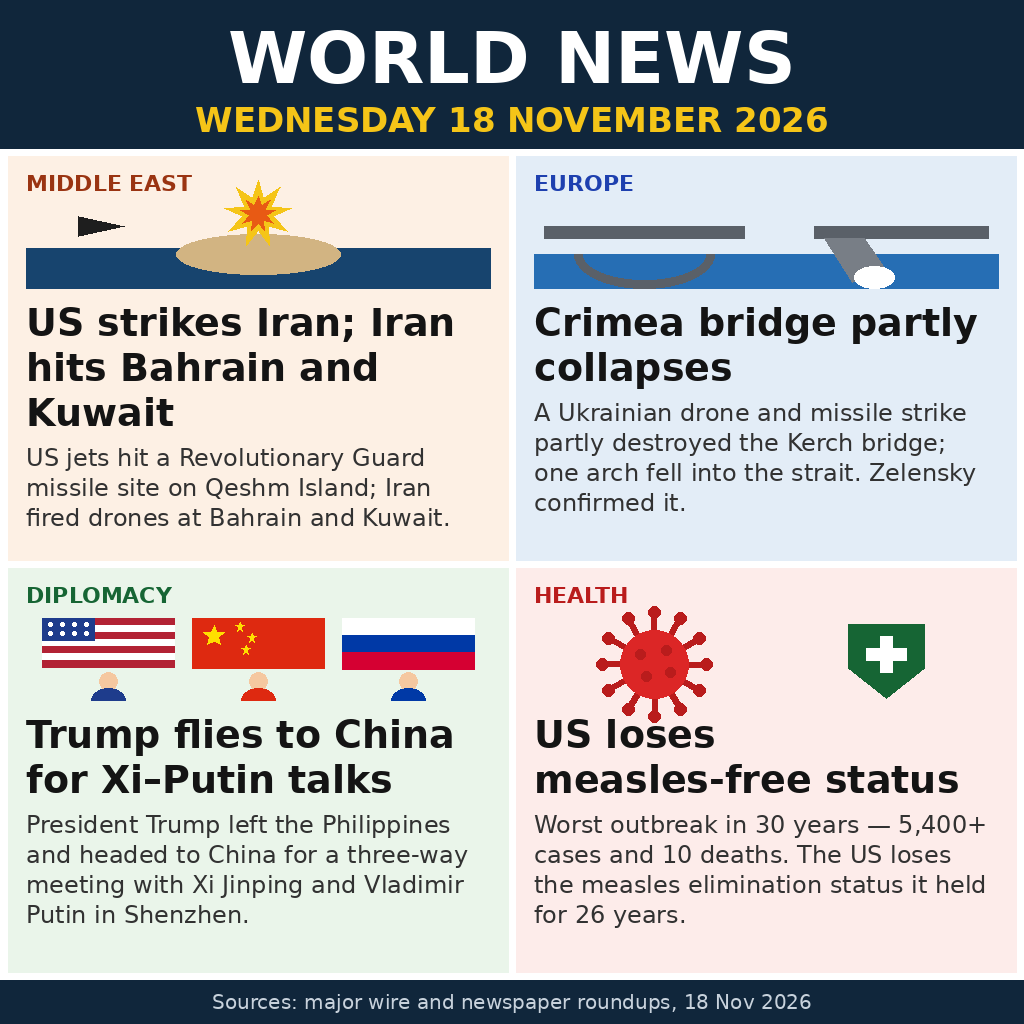 WORLD NEWS
WEDNESDAY 18 NOVEMBER 2026
MIDDLE EAST
US strikes Iran; Iran
hits Bahrain and
Kuwait
US jets hit a Revolutionary Guard
missile site on Qeshm Island; Iran
fired drones at Bahrain and Kuwait.
EUROPE
Crimea bridge partly
collapses
A Ukrainian drone and missile strike
partly destroyed the Kerch bridge;
one arch fell into the strait. Zelensky
confirmed it.
DIPLOMACY
Trump flies to China
for Xi–Putin talks
President Trump left the Philippines
and headed to China for a three-way
meeting with Xi Jinping and Vladimir
Putin in Shenzhen.
HEALTH
US loses
measles-free status
Worst outbreak in 30 years — 5,400+
cases and 10 deaths. The US loses
the measles elimination status it held
for 26 years.
Sources: major wire and newspaper roundups, 18 Nov 2026